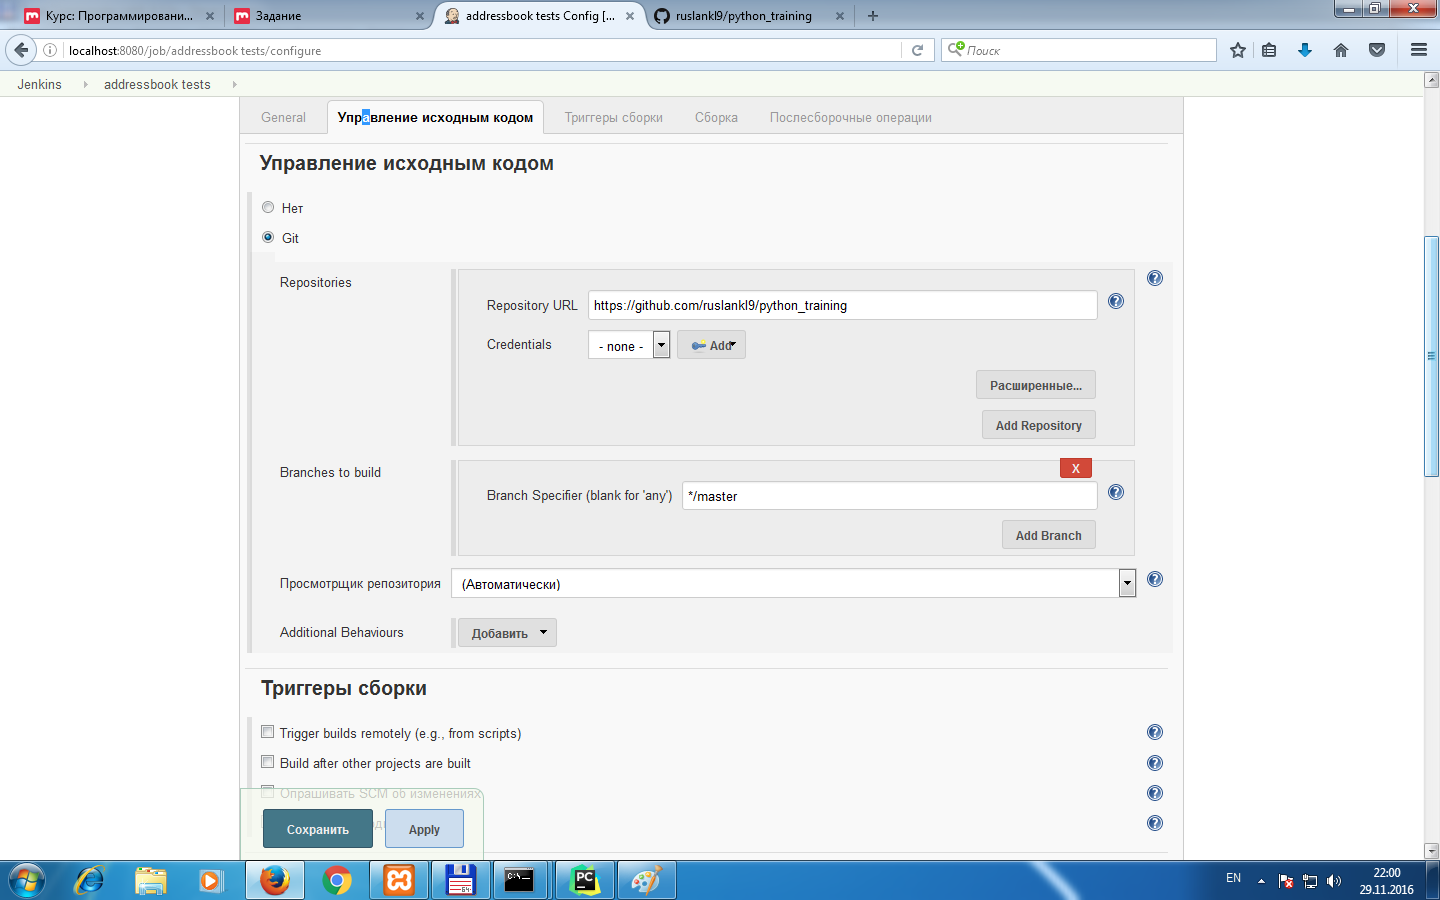 Курс: Программировани...
Задание
addressbook tests Config [...
ruslankl9/python_training
localhost:8080/job/addressbook tests/configure
Поиск
Jenkins
addressbook tests
General
Управление исходным кодом
Триггеры сборки
Сборка
Послесборочные операции
Управление исходным кодом
Нет
Git
Repositories
Repository URL
https://github.com/ruslankl9/python_training
Credentials
- none -
Add
Расширенные...
Add Repository
Branches to build
X
Branch Specifier (blank for 'any')
*/master
Add Branch
Просмотрщик репозитория
(Автоматически)
Additional Behaviours
Добавить
Триггеры сборки
Trigger builds remotely (e.g., from scripts)
Build after other projects are built
Опрашивать SCM об изменениях
Сохранить
Apply
EN
22:00
29.11.2016